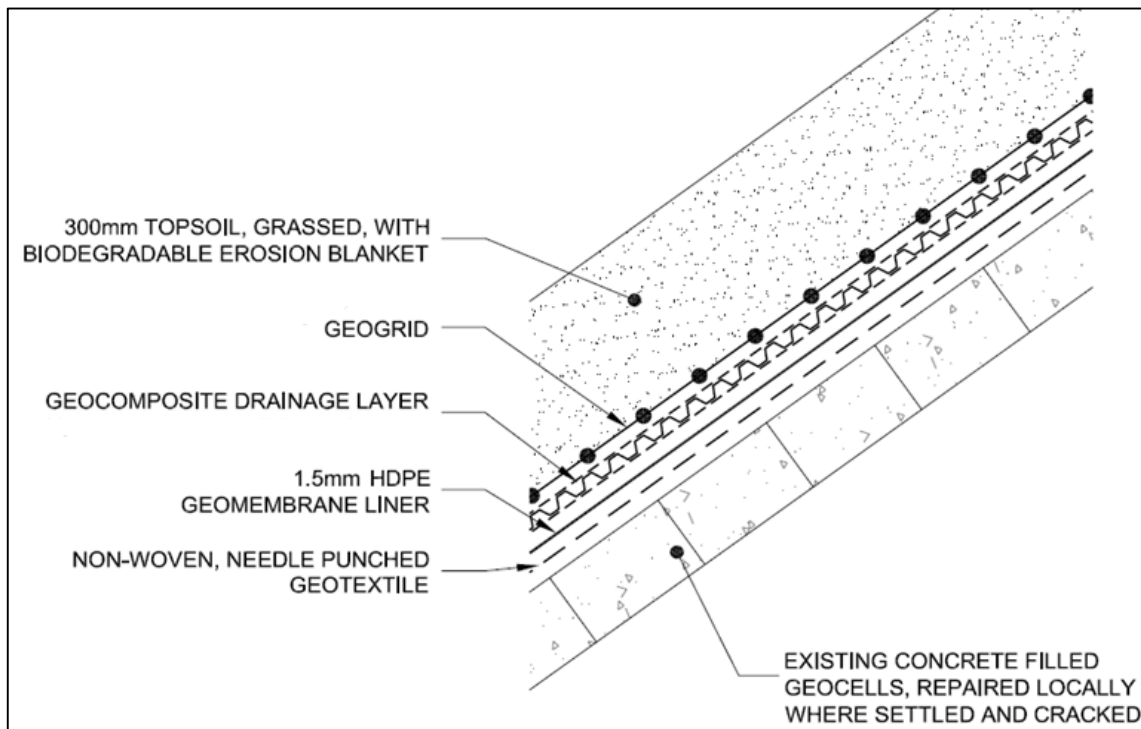 300mm TOPSOIL, GRASSED, WITH
BIODEGRADABLE EROSION BLANKET
GEOGRID
GEOCOMPOSITE DRAINAGE LAYER
1.5mm HDPE
GEOMEMBRANE LINER
NON-WOVEN, NEEDLE PUNCHED
GEOTEXTILE
EXISTING CONCRETE FILLED
GEOCELLS, REPAIRED LOCALLY
WHERE SETTLED AND CRACKED